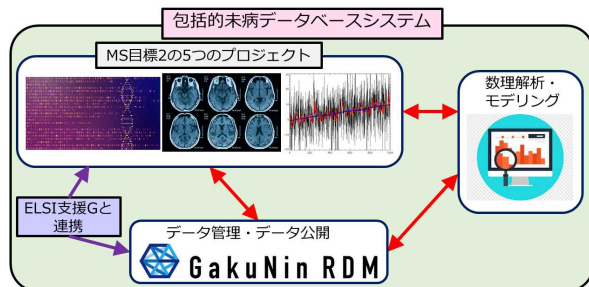 包括的未病データベースシステム
MS目標2の5つのプロジェクト
数理解析・
モデリング
ELSI支援Gと
連携
データ管理・データ公開
GakuNin RDM